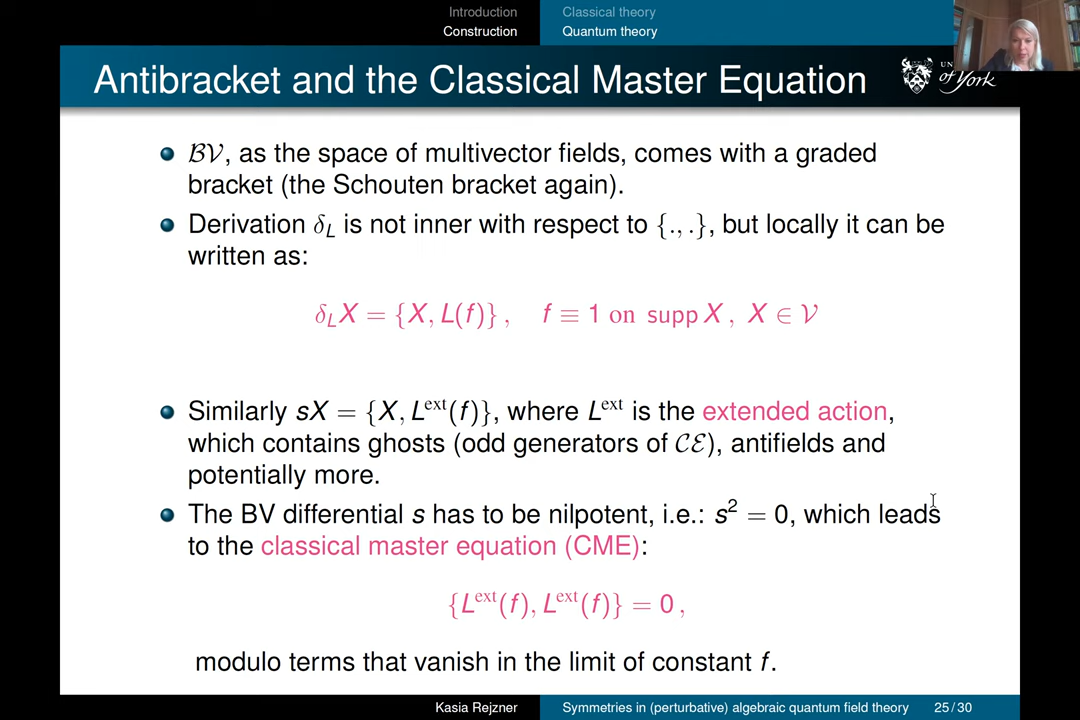 Introduction
Construction
Classical theory
Quantum theory
Antibracket and the Classical Master Equation
UN
of York
𝓑𝓥, as the space of multivector fields, comes with a graded
bracket (the Schouten bracket again).
Derivation δ_L is not inner with respect to {., .}, but locally it can be
written as:
δ_L X = {X, L(f)} , f ≡ 1 on supp X , X ∈ 𝓥
Similarly sX = {X, L^ext(f)}, where L^ext is the extended action,
which contains ghosts (odd generators of 𝓒𝓔), antifields and
potentially more.
The BV differential s has to be nilpotent, i.e.: s² = 0, which leads
to the classical master equation (CME):
{L^ext(f), L^ext(f)} = 0 ,
modulo terms that vanish in the limit of constant f.
Kasia Rejzner
Symmetries in (perturbative) algebraic quantum field theory
25 / 30